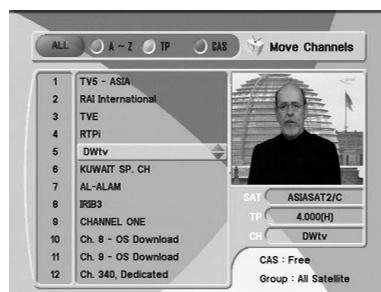 ALL A ~ Z TP CAS Move Channels
1 TV5 - ASIA
2 RAI International
3 TVE
4 RTPi
5 DWtv
6 KUWAIT SP. CH
7 AL-ALAM
8 IRIB3
9 CHANNEL ONE
10 Ch. 8 - OS Download
11 Ch. 9 - OS Download
12 Ch. 340, Dedicated
SAT ASIASAT2/C
TP 4.000(H)
CH DWtv
CAS : Free
Group : All Satellite